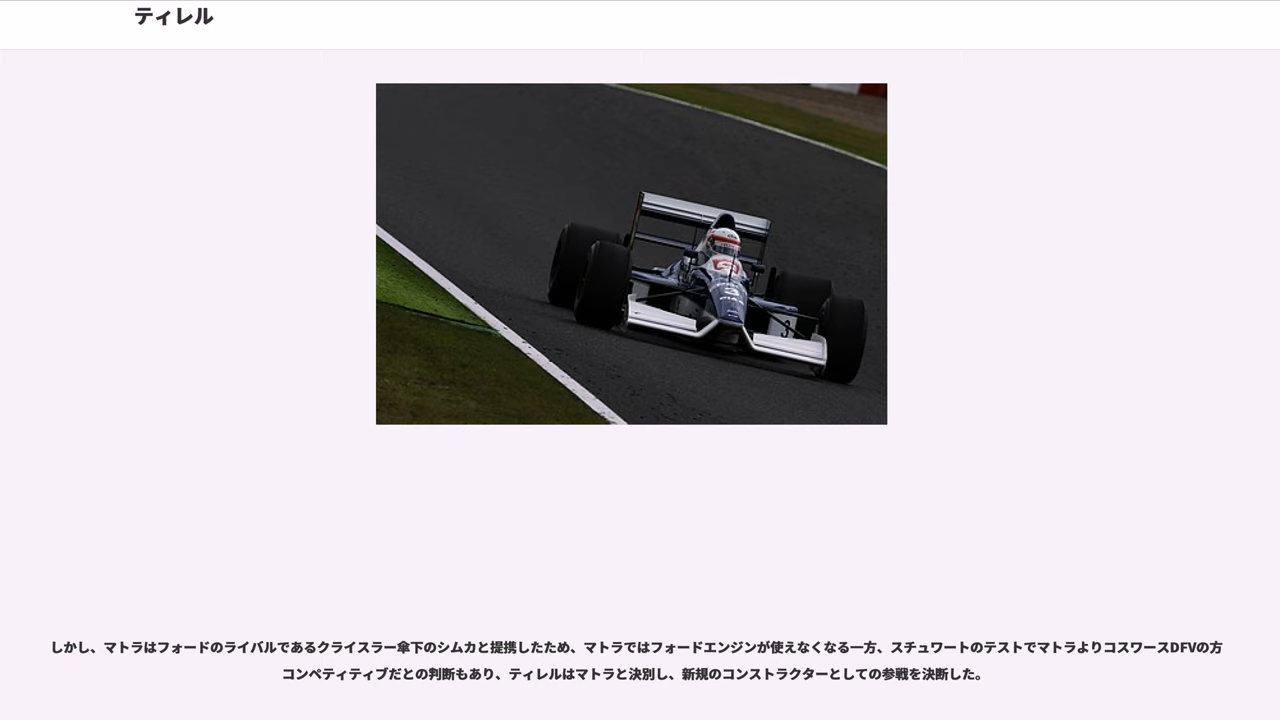 ティレル
3
しかし、マトラはフォードのライバルであるクライスラー傘下のシムカと提携したため、マトラではフォードエンジンが使えなくなる一方、スチュワートのテストでマトラよりコスワースDFVの方
コンペティティブだとの判断もあり、ティレルはマトラと決別し、新規のコンストラクターとしての参戦を決断した。